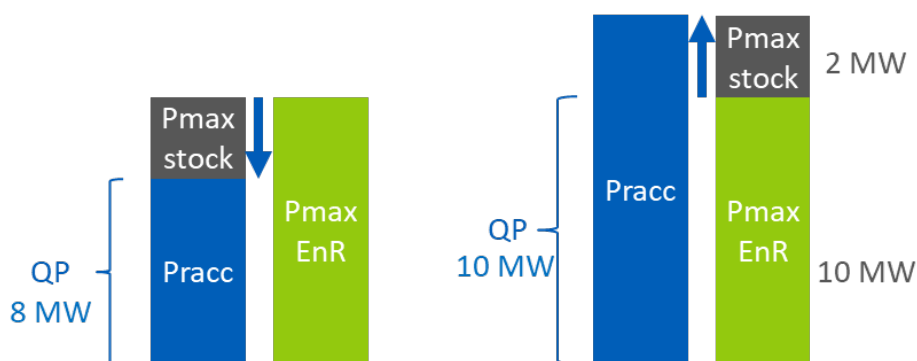 Pmax
stock
Pracc
QP
8 MW
Pmax
EnR
Pracc
QP
10 MW
Pmax
stock
2 MW
Pmax
EnR
10 MW